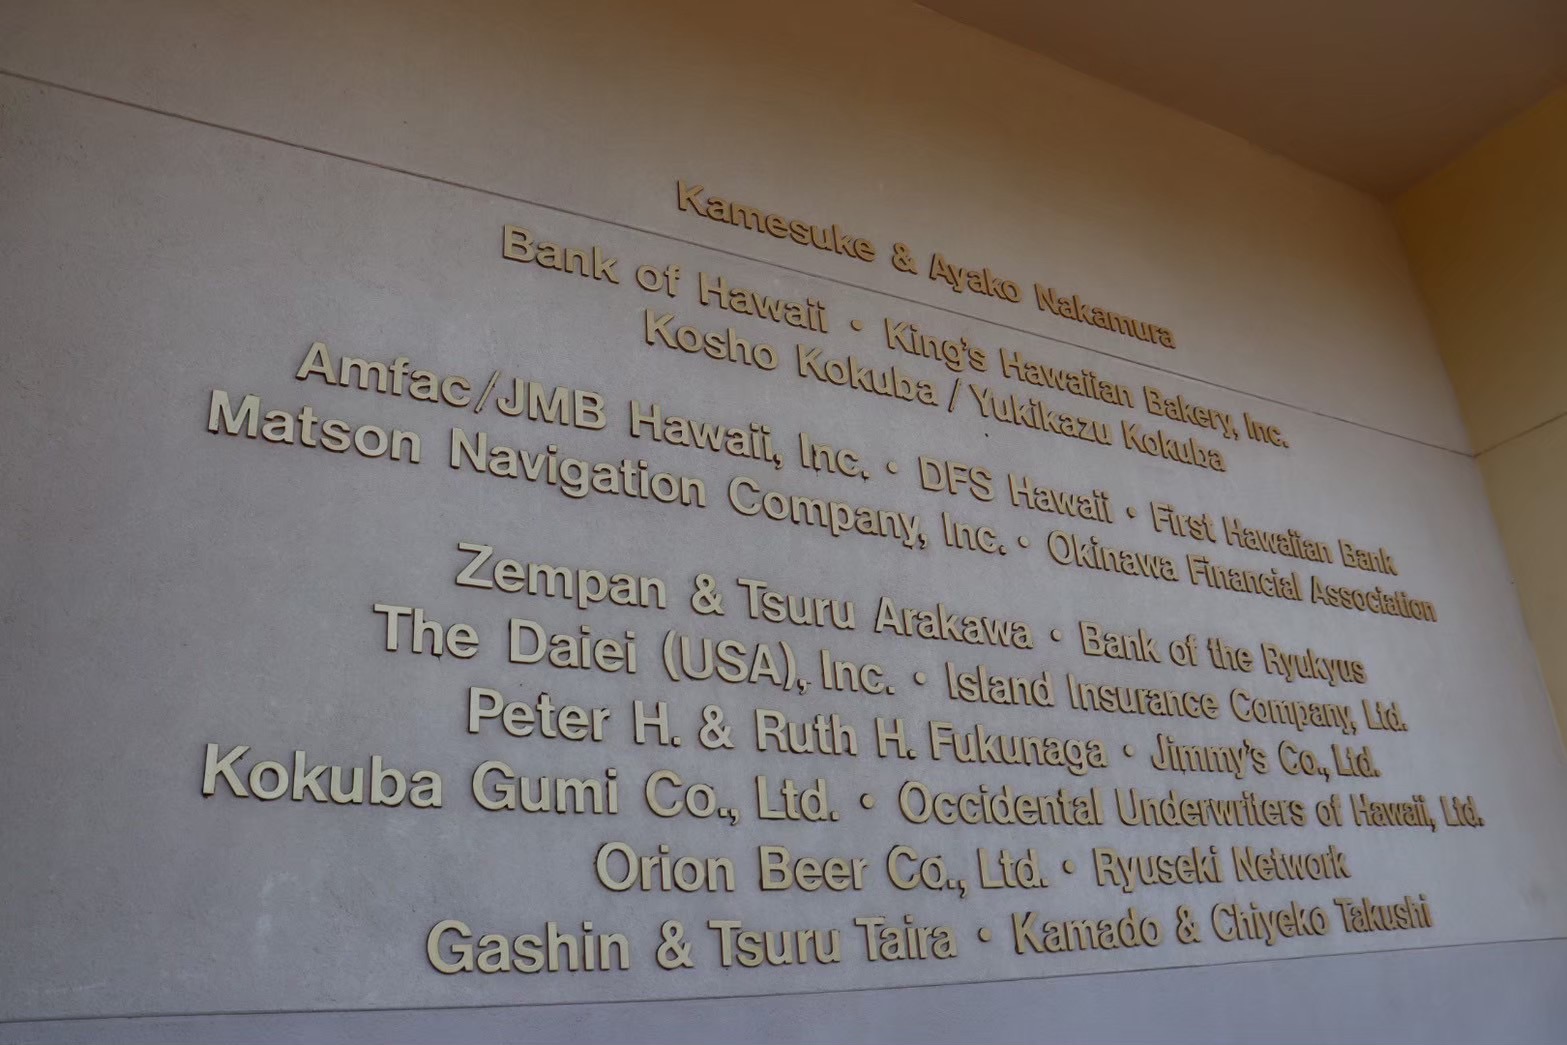 Kamesuke & Ayako Nakamura
Bank of Hawaii • King's Hawaiian Bakery, Inc.
Kosho Kokuba / Yukikazu Kokuba
Amfac/JMB Hawaii, Inc. • DFS Hawaii • First Hawaiian Bank
Matson Navigation Company, Inc. • Okinawa Financial Association
Zempan & Tsuru Arakawa • Bank of the Ryukyus
The Daiei (USA), Inc. • Island Insurance Company, Ltd.
Peter H. & Ruth H. Fukunaga • Jimmy's Co., Ltd.
Kokuba Gumi Co., Ltd. • Occidental Underwriters of Hawaii, Ltd.
Orion Beer Co., Ltd. • Ryuseki Network
Gashin & Tsuru Taira • Kamado & Chiyeko Takushi